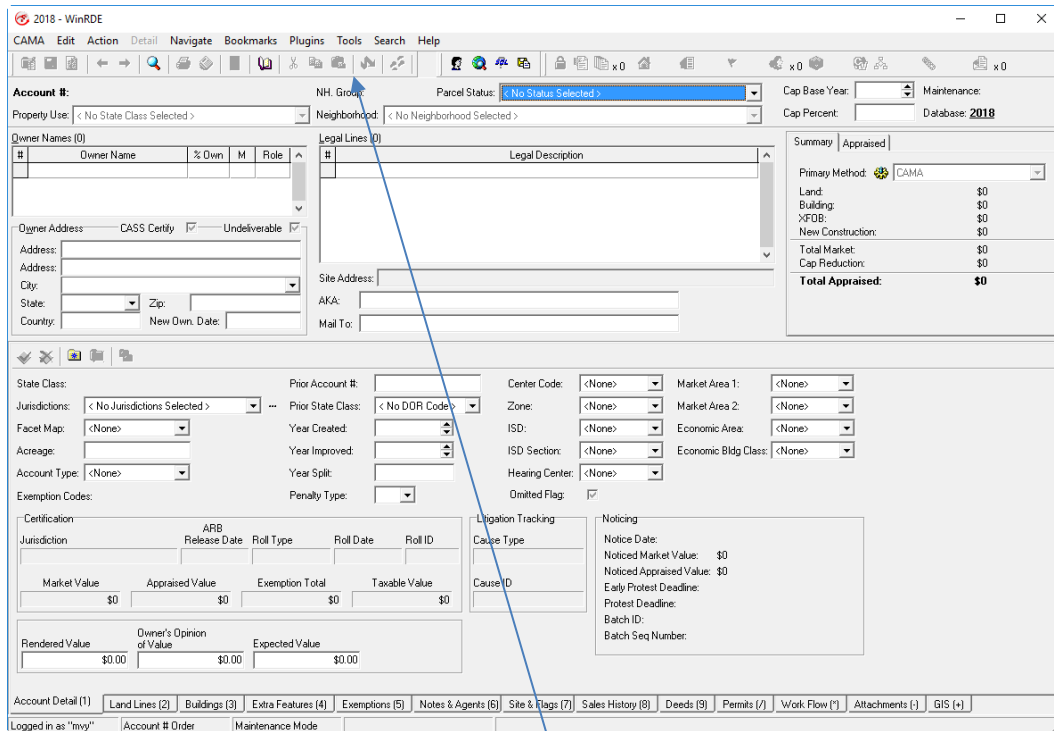 2018 - WinRDE
CAMA Edit Action Detail Navigate Bookmarks Plugins Tools Search Help
SQL x 0 x 0 x 0
Account #: NH. Group: Parcel Status: < No Status Selected > Cap Base Year: Maintenance:
Property Use: < No State Class Selected > Neighborhood: < No Neighborhood Selected > Cap Percent: Database: 2018
Owner Names (0) Legal Lines (0) Summary Appraised
# Owner Name % Own M Role # Legal Description
Primary Method: CAMA
Land: $0
Building: $0
XFOB: $0
New Construction: $0
Total Market: $0
Cap Reduction: $0
Total Appraised: $0
Owner Address CASS Certify Undeliverable
Address:
Address:
City:
State: Zip:
Country: New Own. Date:
Site Address:
AKA:
Mail To:
State Class: Prior Account #: Center Code: <None> Market Area 1: <None>
Jurisdictions: < No Jurisdictions Selected > ... Prior State Class: < No DOR Code > Zone: <None> Market Area 2: <None>
Facet Map: <None> Year Created: ISD: <None> Economic Area: <None>
Acreage: Year Improved: ISD Section: <None> Economic Bldg Class: <None>
Account Type: <None> Year Split: Hearing Center: <None>
Exemption Codes: Penalty Type: Omitted Flag:
Certification
Jurisdiction ARB Release Date Roll Type Roll Date Roll ID
Market Value Appraised Value Exemption Total Taxable Value
$0 $0 $0 $0
Litigation Tracking
Cause Type
Cause ID
Noticing
Notice Date:
Noticed Market Value: $0
Noticed Appraised Value: $0
Early Protest Deadline:
Protest Deadline:
Batch ID:
Batch Seq Number:
Rendered Value Owner's Opinion of Value Expected Value
$0.00 $0.00 $0.00
Account Detail (1) Land Lines (2) Buildings (3) Extra Features (4) Exemptions (5) Notes & Agents (6) Site & Flags (7) Sales History (8) Deeds (9) Permits (/) Work Flow (*) Attachments (-) GIS (+)
Logged in as "mvy" Account # Order Maintenance Mode